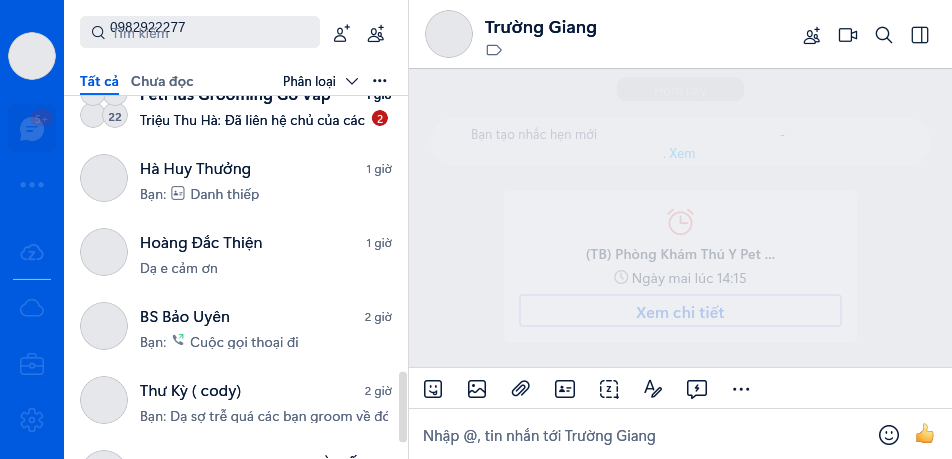 0982922277
Tìm kiếm
Tất cả
Chưa đọc
Phân loại
PetPlus Grooming Gò Vấp
1 giờ
22
Triệu Thu Hà: Đã liên hệ chủ của các
2
5+
Hà Huy Thưởng
1 giờ
Bạn: Danh thiếp
Hoàng Đắc Thiện
1 giờ
Dạ e cảm ơn
BS Bảo Uyên
2 giờ
Bạn: Cuộc gọi thoại đi
Thư Kỳ ( cody)
2 giờ
Bạn: Dạ sợ trễ quá các bạn groom về đó
Trường Giang
Hôm nay
Bạn tạo nhắc hẹn mới -
. Xem
(TB) Phòng Khám Thú Y Pet ...
Ngày mai lúc 14:15
Xem chi tiết
Nhập @, tin nhắn tới Trường Giang